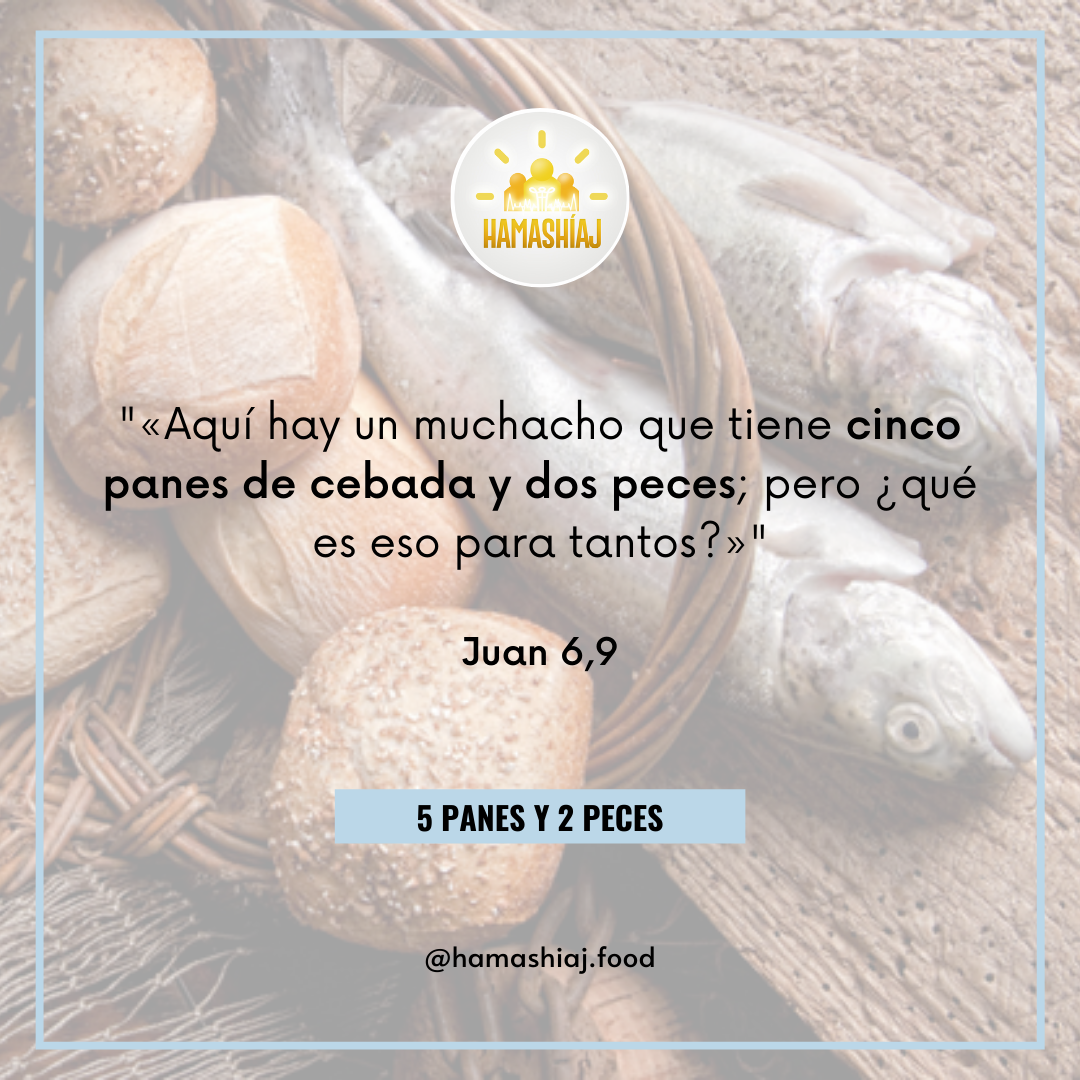 HAMASHÍAJ
"«Aquí hay un muchacho que tiene cinco
panes de cebada y dos peces; pero ¿qué
es eso para tantos?»"
Juan 6,9
5 PANES Y 2 PECES
@hamashiaj.food